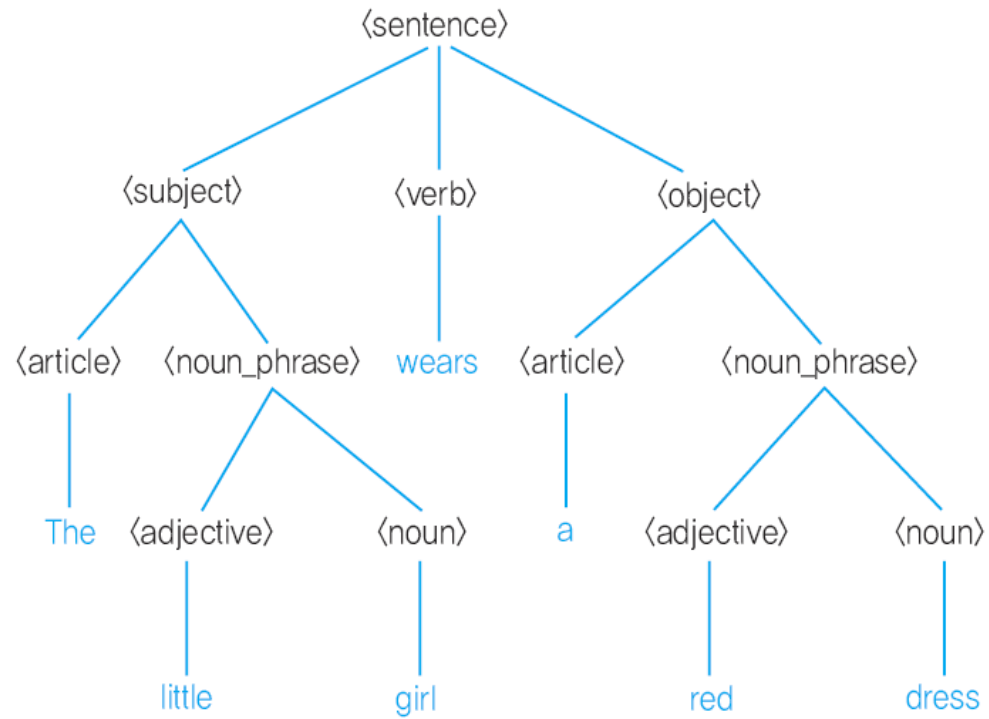 ⟨sentence⟩
⟨subject⟩ ⟨verb⟩ ⟨object⟩
⟨article⟩ ⟨noun_phrase⟩ wears ⟨article⟩ ⟨noun_phrase⟩
The ⟨adjective⟩ ⟨noun⟩ a ⟨adjective⟩ ⟨noun⟩
little girl red dress